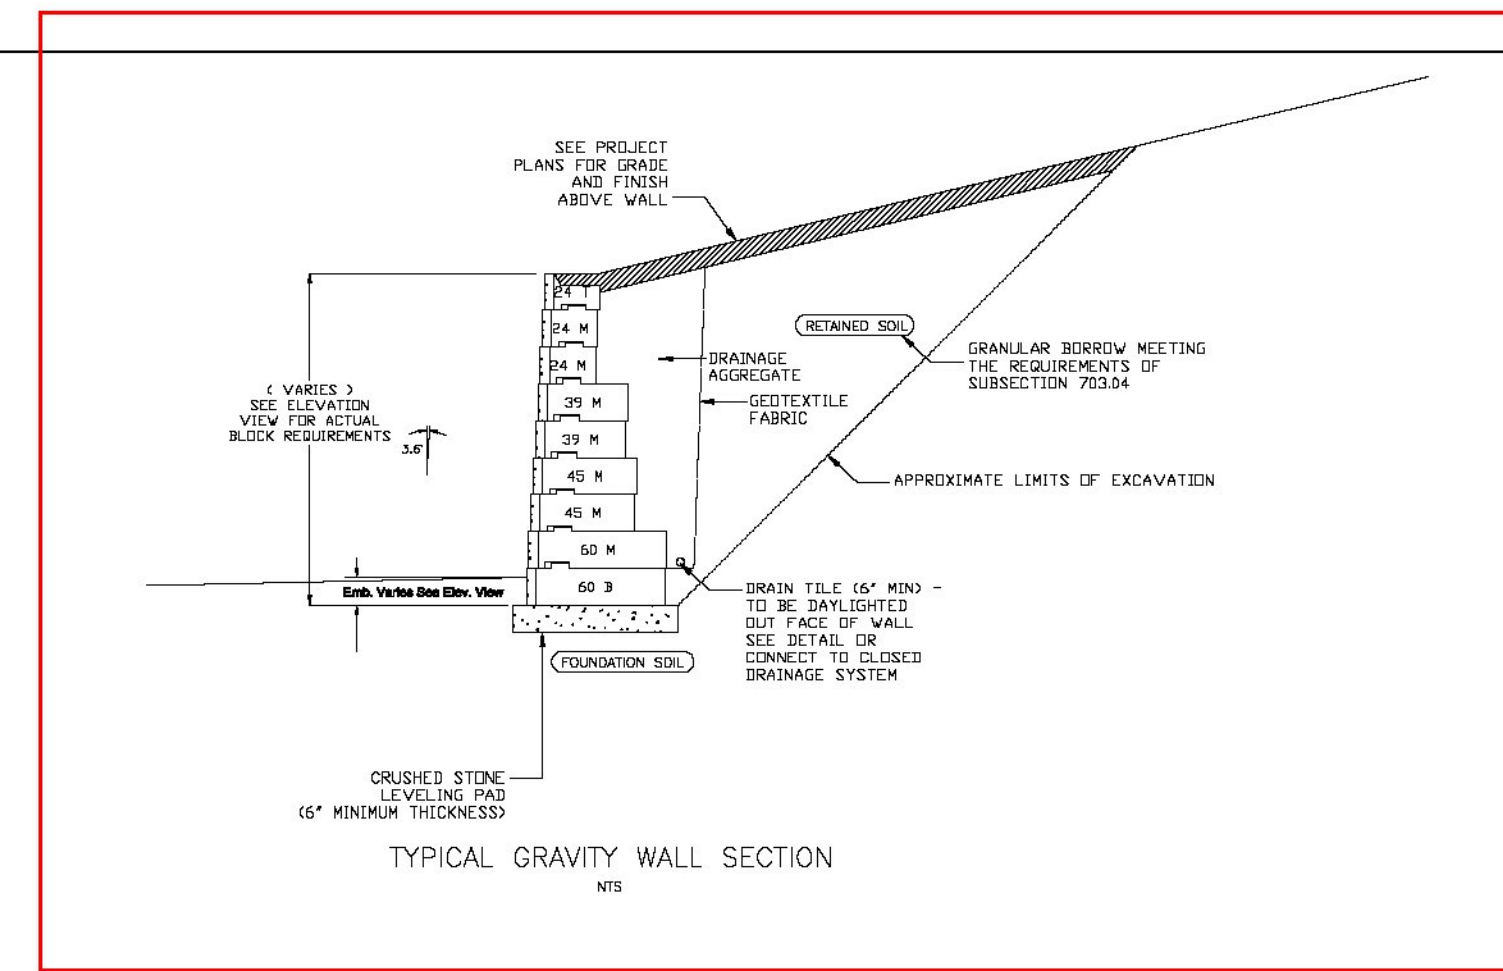 SEE PROJECT
PLANS FOR GRADE
AND FINISH
ABOVE WALL
24 T
24 M
24 M
39 M
39 M
45 M
45 M
60 M
60 B
RETAINED SOIL
GRANULAR BORROW MEETING
THE REQUIREMENTS OF
SUBSECTION 703.04
DRAINAGE
AGGREGATE
GEOTEXTILE
FABRIC
( VARIES )
SEE ELEVATION
VIEW FOR ACTUAL
BLOCK REQUIREMENTS
3.6°
APPROXIMATE LIMITS OF EXCAVATION
Emb. Varies See Elev. View
DRAIN TILE (6" MIN) -
TO BE DAYLIGHTED
OUT FACE OF WALL
SEE DETAIL OR
CONNECT TO CLOSED
DRAINAGE SYSTEM
FOUNDATION SOIL
CRUSHED STONE
LEVELING PAD
(6" MINIMUM THICKNESS)
TYPICAL GRAVITY WALL SECTION
NTS